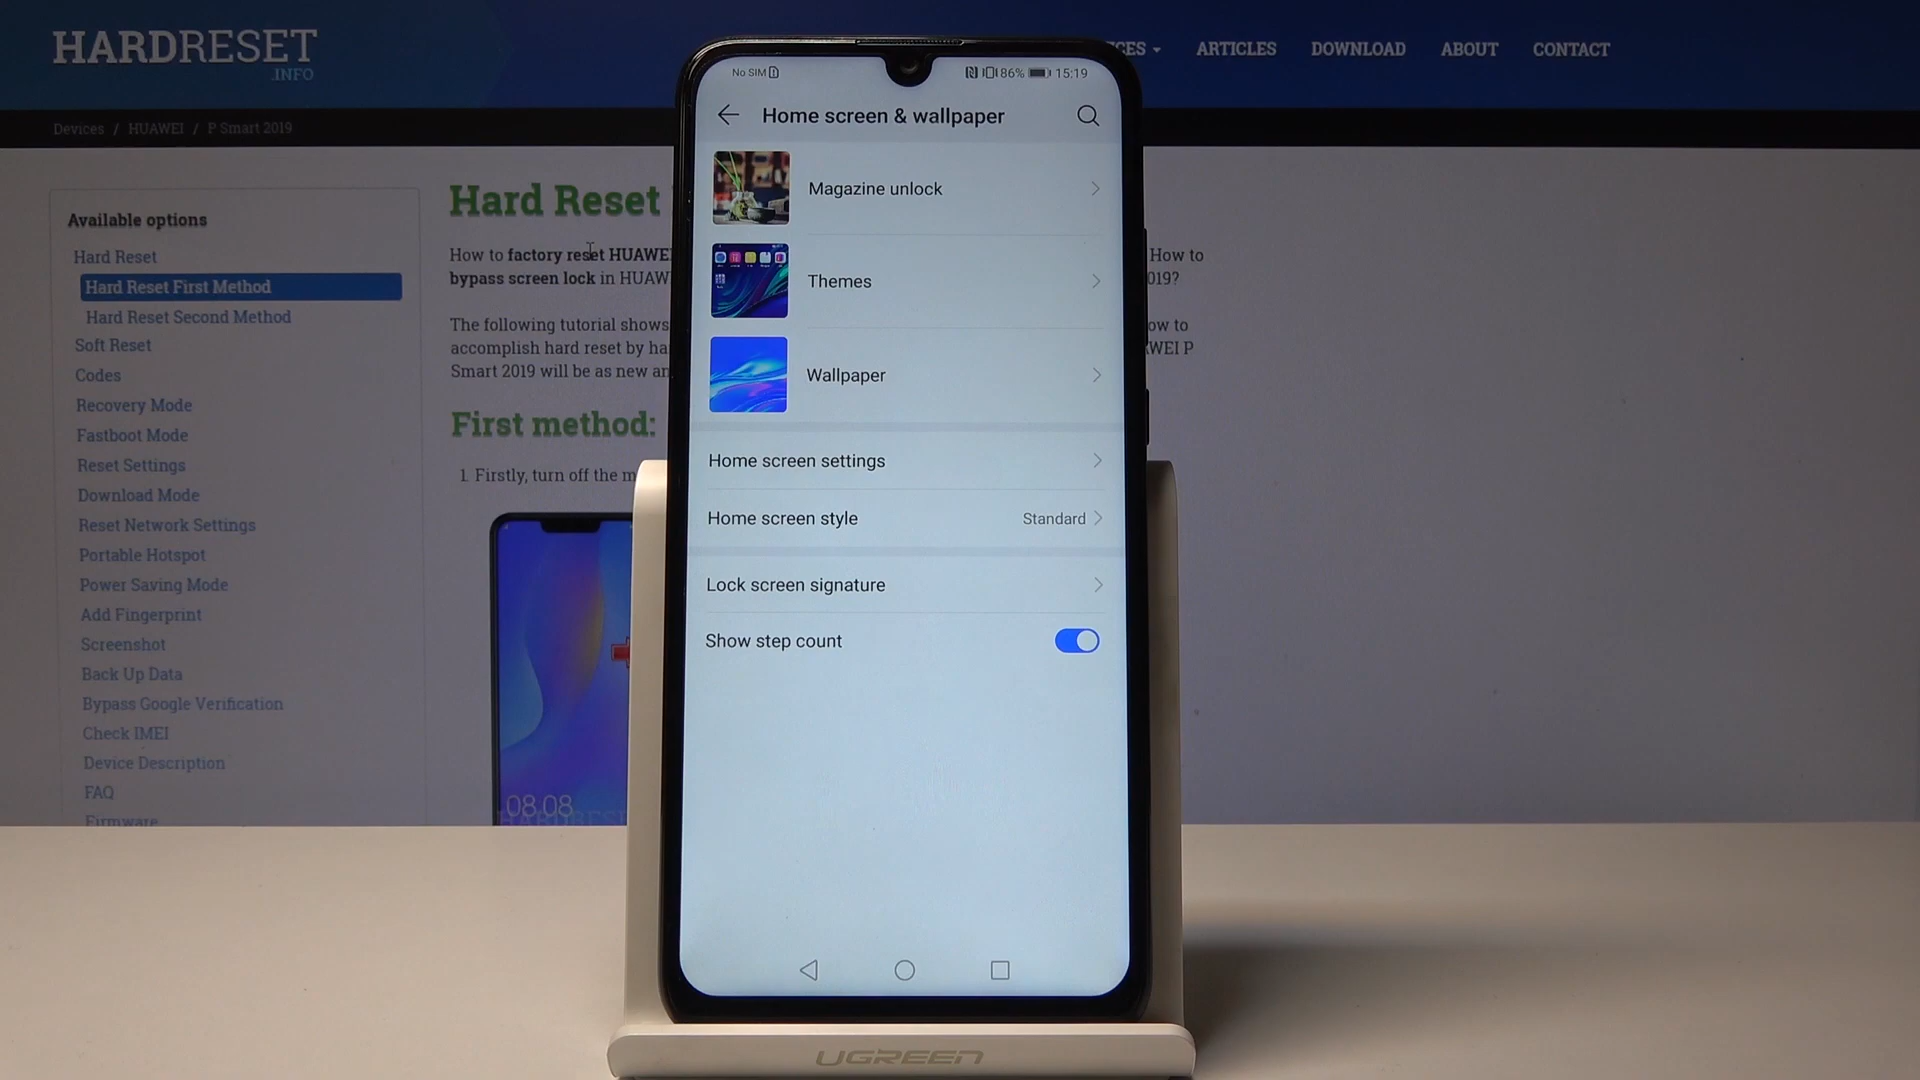 HARDRESET
.INFO
CES
ARTICLES
DOWNLOAD
ABOUT
CONTACT
Devices / HUAWEI / P Smart 2019
Available options
Hard Reset
Hard Reset First Method
Hard Reset Second Method
Soft Reset
Codes
Recovery Mode
Fastboot Mode
Reset Settings
Download Mode
Reset Network Settings
Portable Hotspot
Power Saving Mode
Add Fingerprint
Screenshot
Back Up Data
Bypass Google Verification
Check IMEI
Device Description
FAQ
Firmware
Hard Reset
How to factory reset HUAWEI
How to
bypass screen lock in HUAW
019?
The following tutorial shows
ow to
accomplish hard reset by ha
WEI P
Smart 2019 will be as new an
First method:
1. Firstly, turn off the m
08:08
HARDRESET
No SIM
86%
15:19
Home screen & wallpaper
Magazine unlock
Themes
Wallpaper
Home screen settings
Home screen style
Standard
Lock screen signature
Show step count
UGREEN